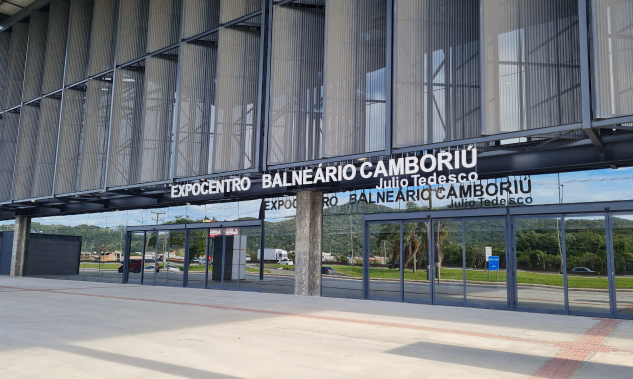 EXPOCENTRO BALNEÁRIO CAMBORIÚ
Julio Tedesco
EXPOCENTRO BALNEÁRIO CAMBORIÚ
Julio Tedesco